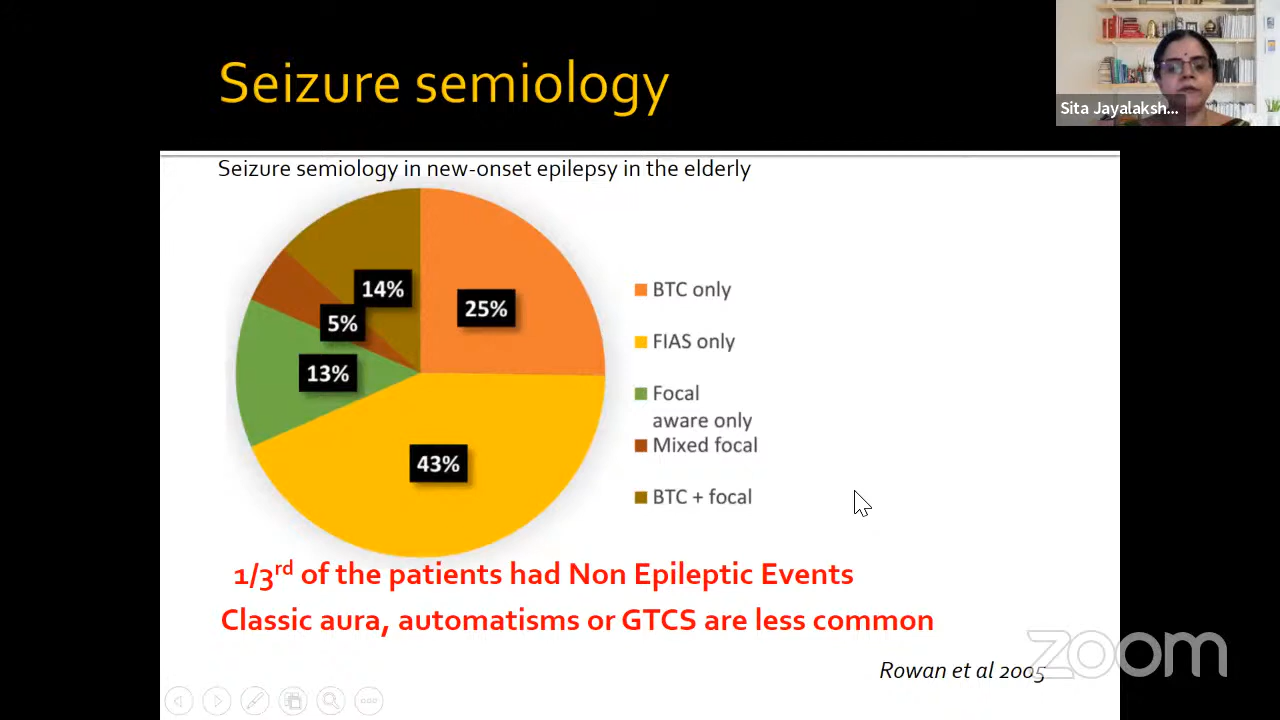 Seizure semiology
Sita Jayalaksh...
Seizure semiology in new-onset epilepsy in the elderly
14%
25%
5%
13%
43%
BTC only
FIAS only
Focal
aware only
Mixed focal
BTC + focal
1/3rd of the patients had Non Epileptic Events
Classic aura, automatisms or GTCS are less common
Rowan et al 2005
zoom